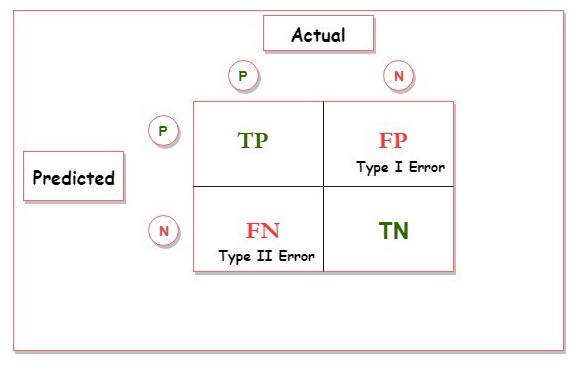 Actual
P
N
P
TP
FP
Type I Error
Predicted
N
FN
TN
Type II Error